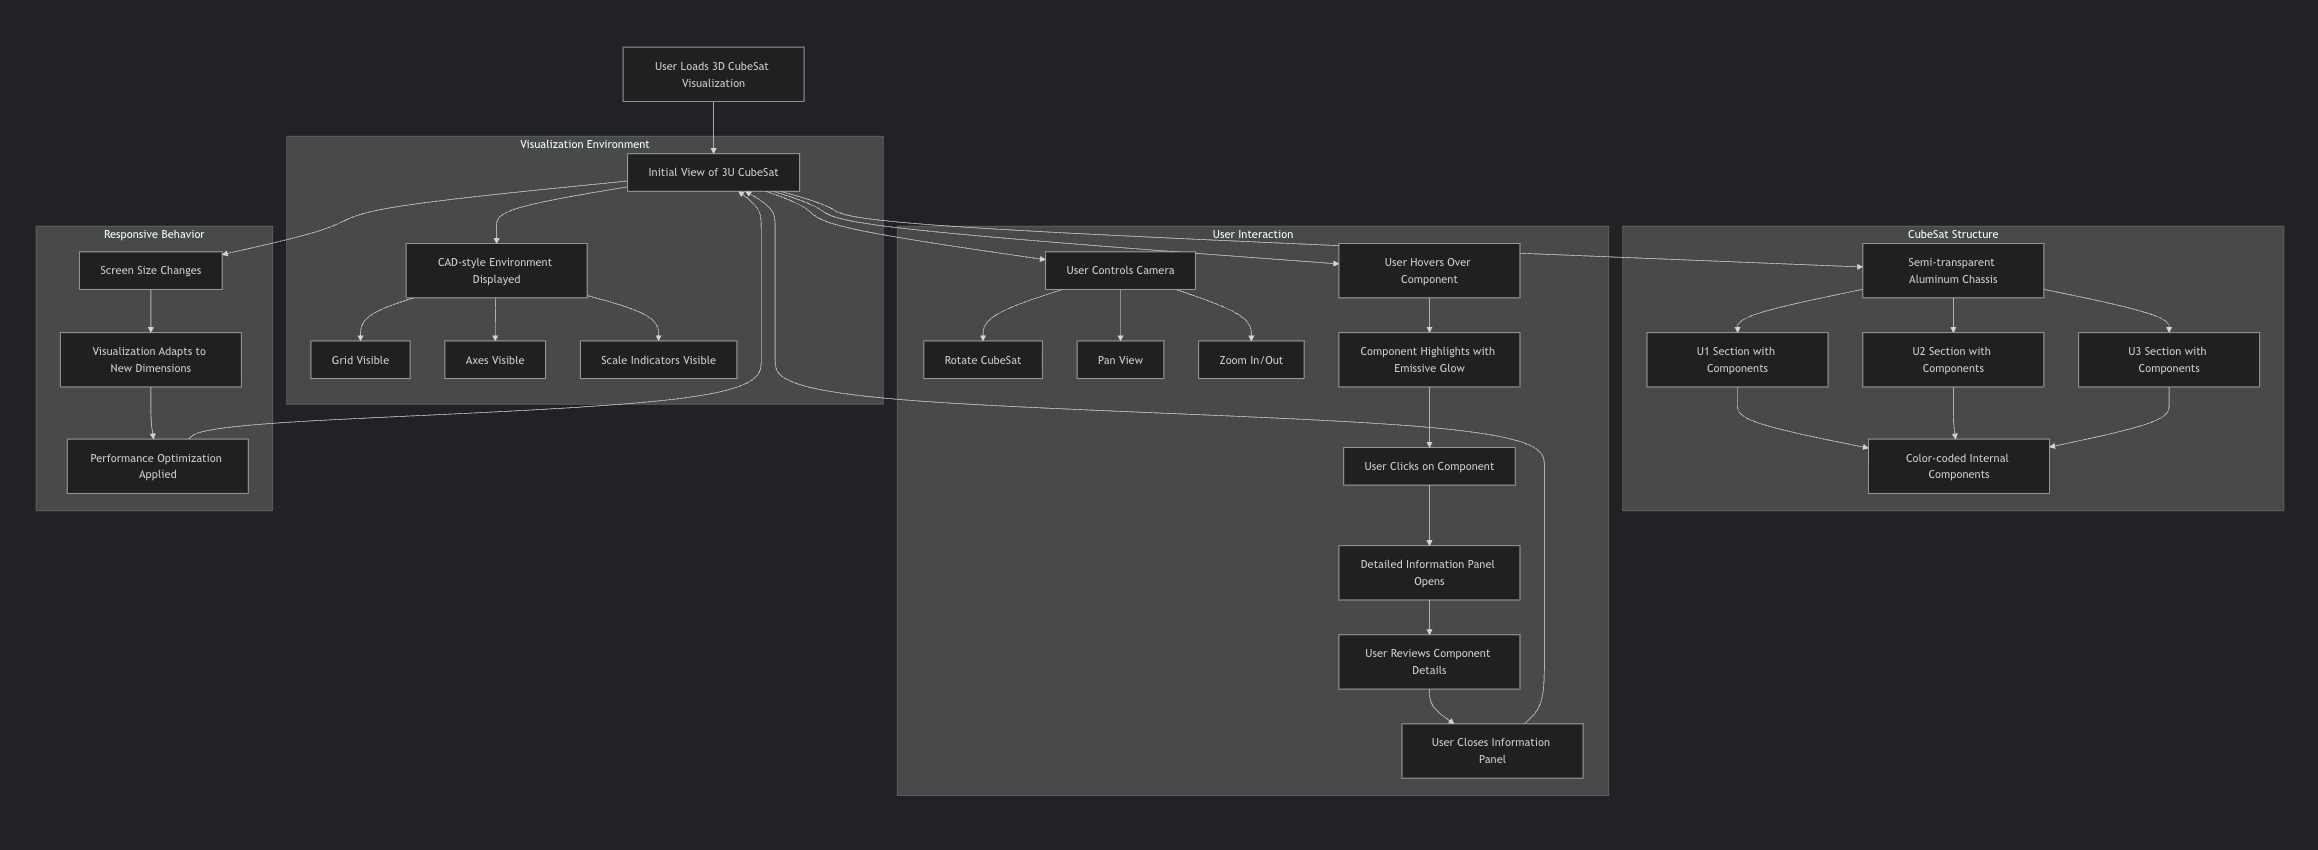 User Loads 3D CubeSat
Visualization
Visualization Environment
Initial View of 3U CubeSat
CAD-style Environment
Displayed
Grid Visible
Axes Visible
Scale Indicators Visible
Responsive Behavior
Screen Size Changes
Visualization Adapts to
New Dimensions
Performance Optimization
Applied
User Interaction
User Controls Camera
Rotate CubeSat
Pan View
Zoom In/Out
User Hovers Over
Component
Component Highlights with
Emissive Glow
User Clicks on Component
Detailed Information Panel
Opens
User Reviews Component
Details
User Closes Information
Panel
CubeSat Structure
Semi-transparent
Aluminum Chassis
U1 Section with
Components
U2 Section with
Components
U3 Section with
Components
Color-coded Internal
Components